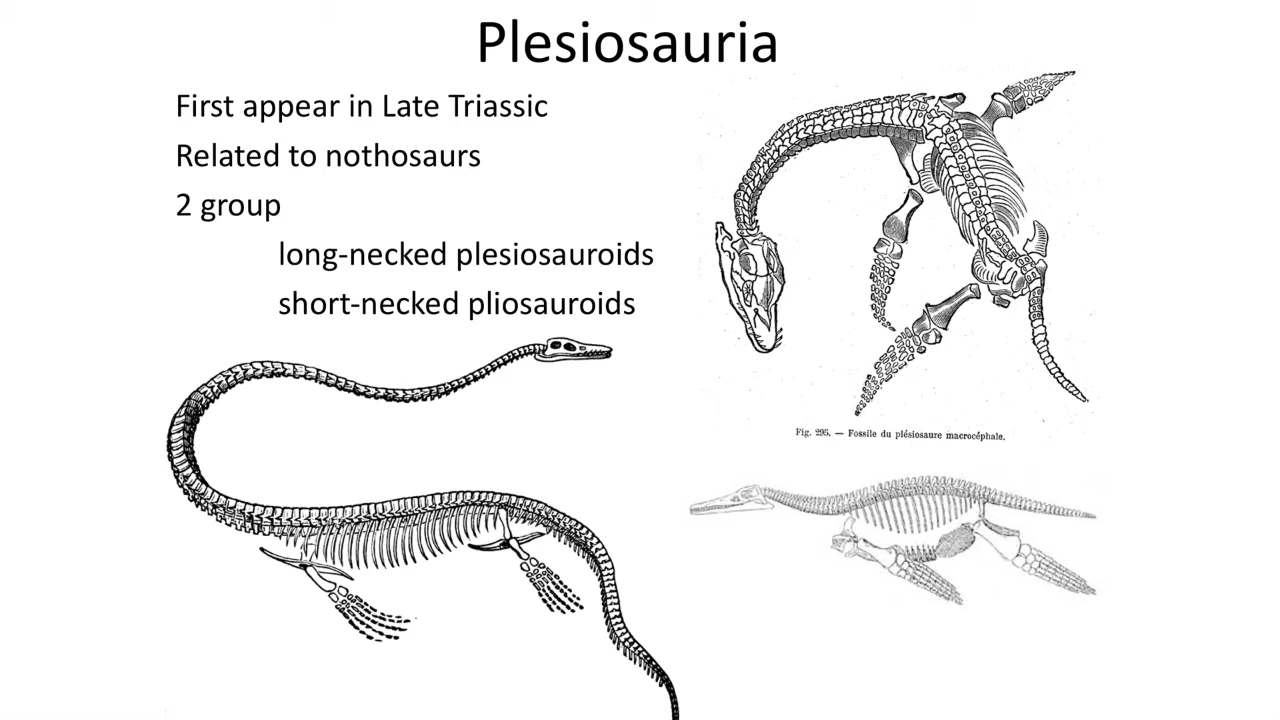 Plesiosauria
First appear in Late Triassic
Related to nothosaurs
2 group
long-necked plesiosauroids
short-necked pliosauroids
Fig. 295. — Fossile du plésiosaure macrocéphale.